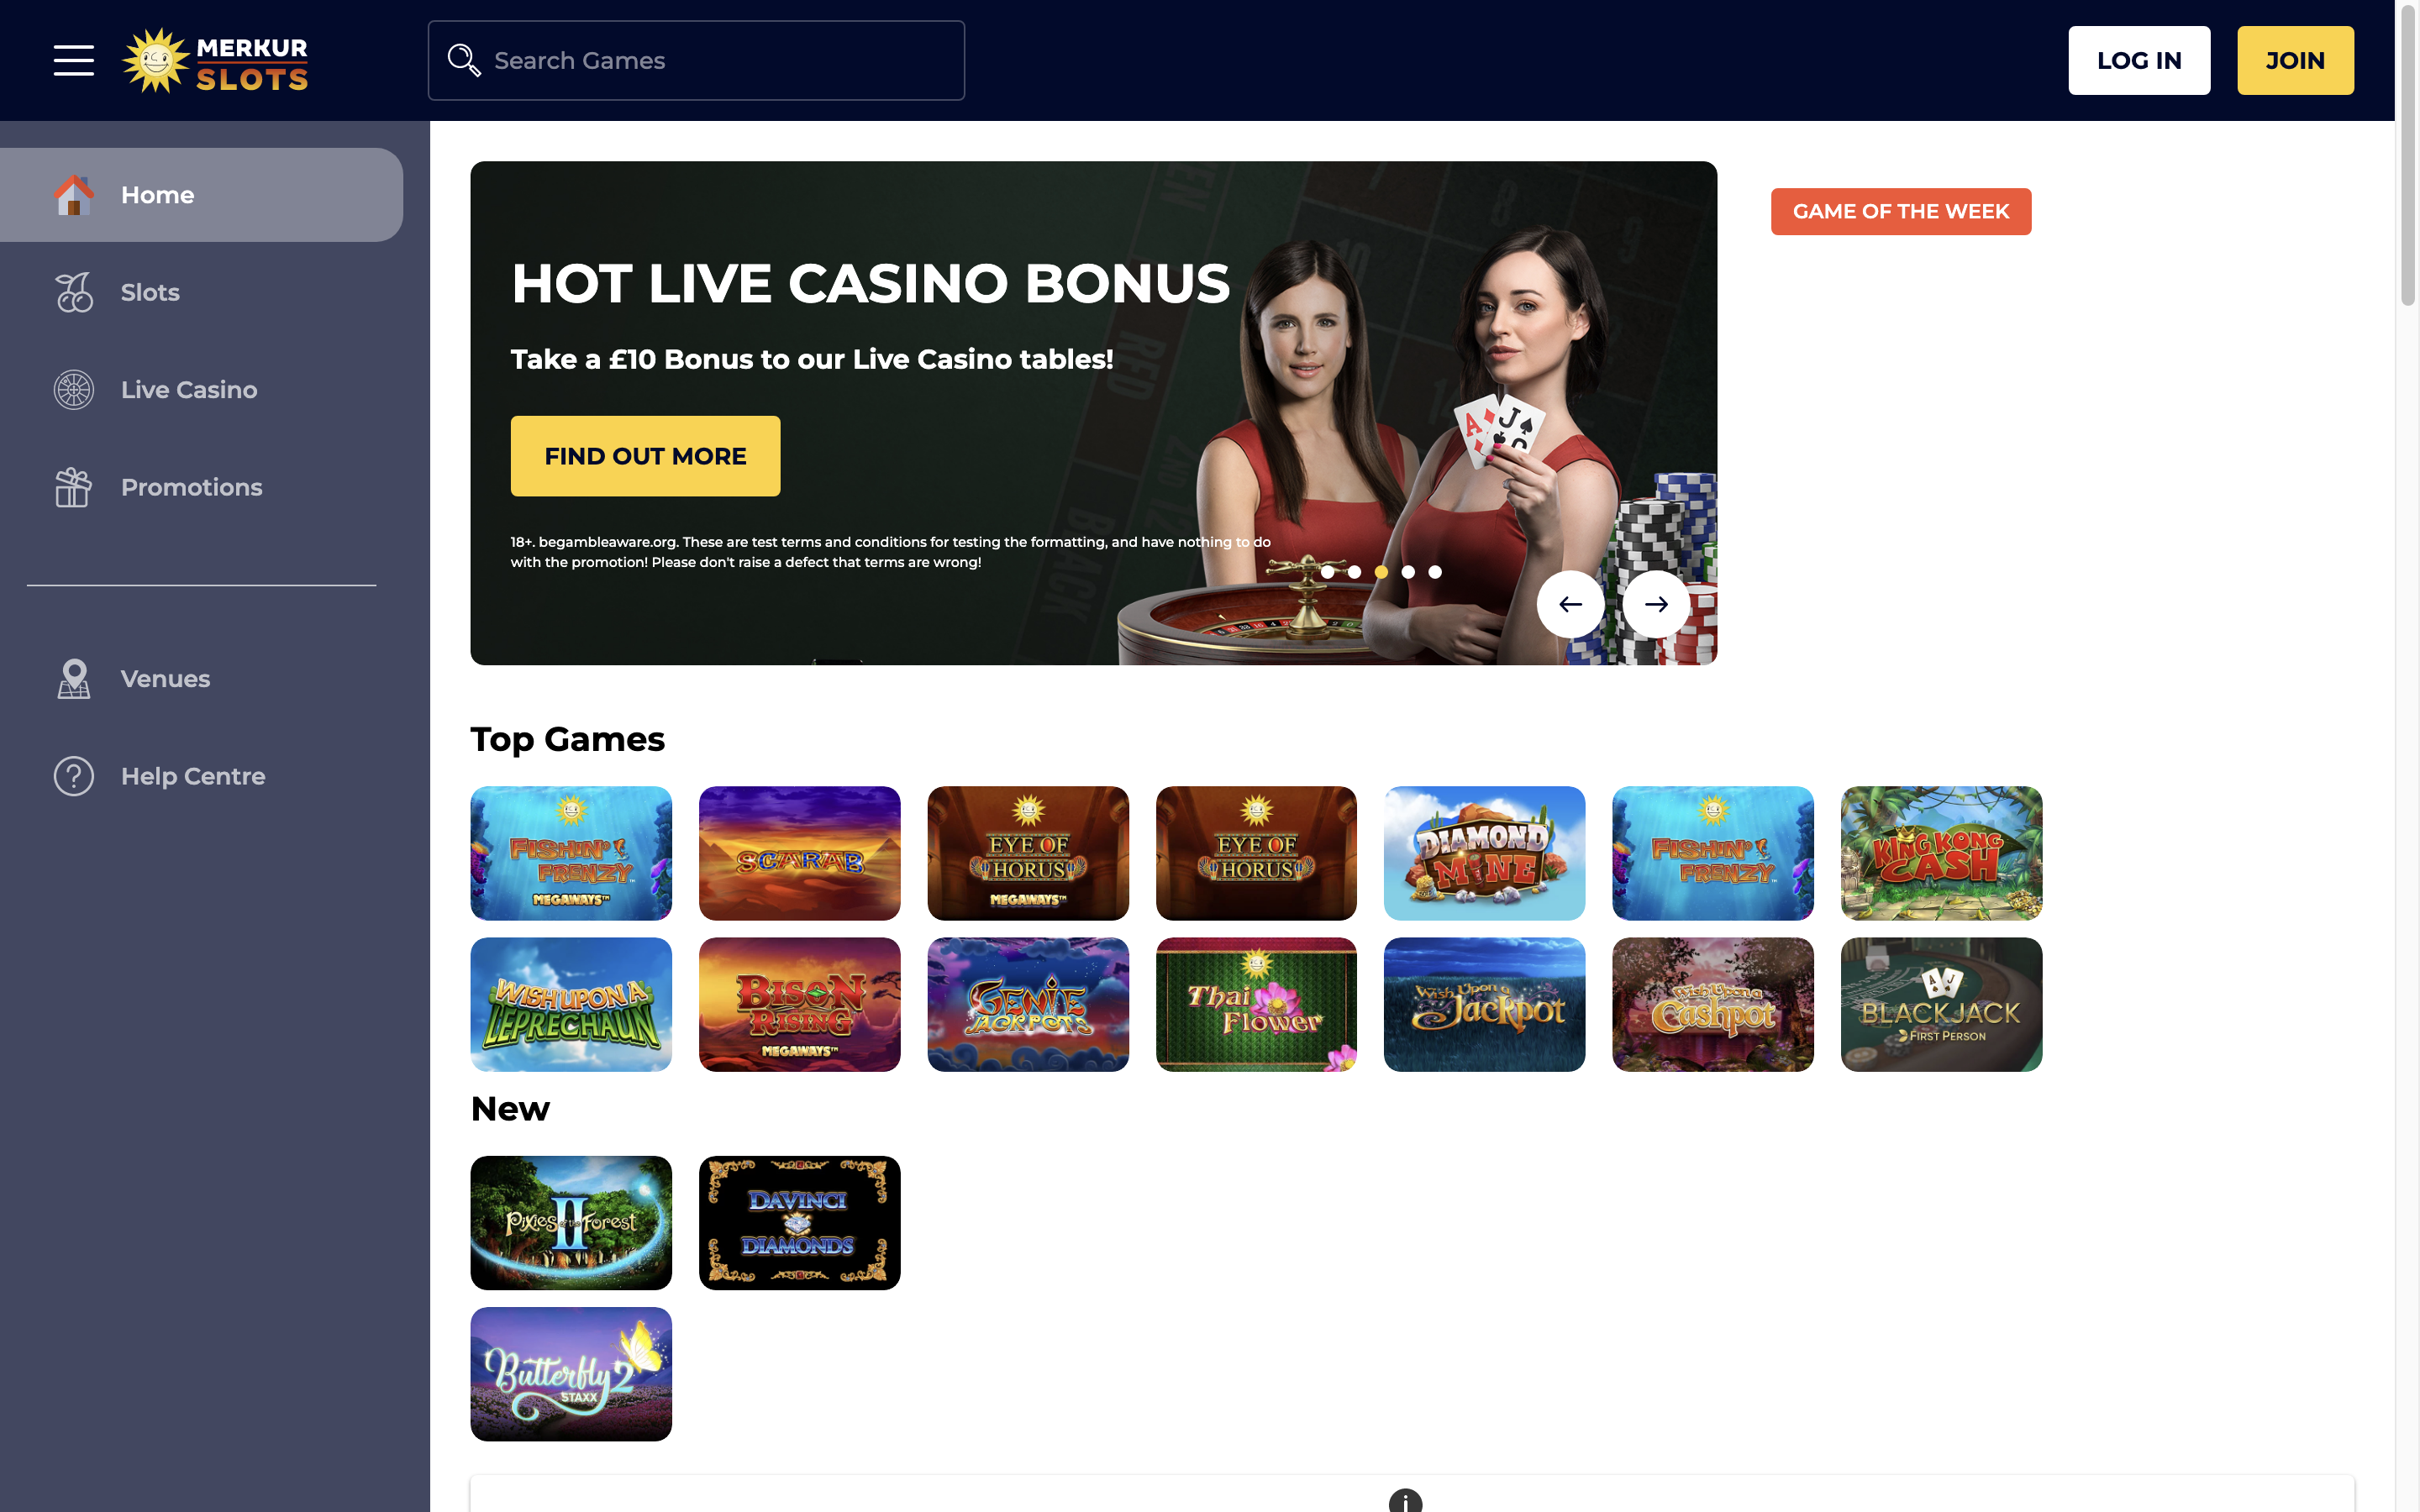 MERKUR
SLOTS
Search Games
LOG IN
JOIN
Home
Slots
Live Casino
Promotions
Venues
Help Centre
HOT LIVE CASINO BONUS
Take a £10 Bonus to our Live Casino tables!
FIND OUT MORE
18+. begambleaware.org. These are test terms and conditions for testing the formatting, and have nothing to do
with the promotion! Please don't raise a defect that terms are wrong!
GAME OF THE WEEK
Top Games
FISHIN' FRENZY MEGAWAYS™
SCARAB
EYE OF HORUS MEGAWAYS™
EYE OF HORUS
DIAMOND MINE
FISHIN' FRENZY™
KING KONG CASH
WISH UPON A LEPRECHAUN
BISON RISING MEGAWAYS™
GENIE JACKPOTS
Thai Flower
Wish Upon a Jackpot
Wish Upon a Cashpot
BLACKJACK FIRST PERSON
New
Pixies of the Forest II
DAVINCI DIAMONDS
Butterfly STAXX 2